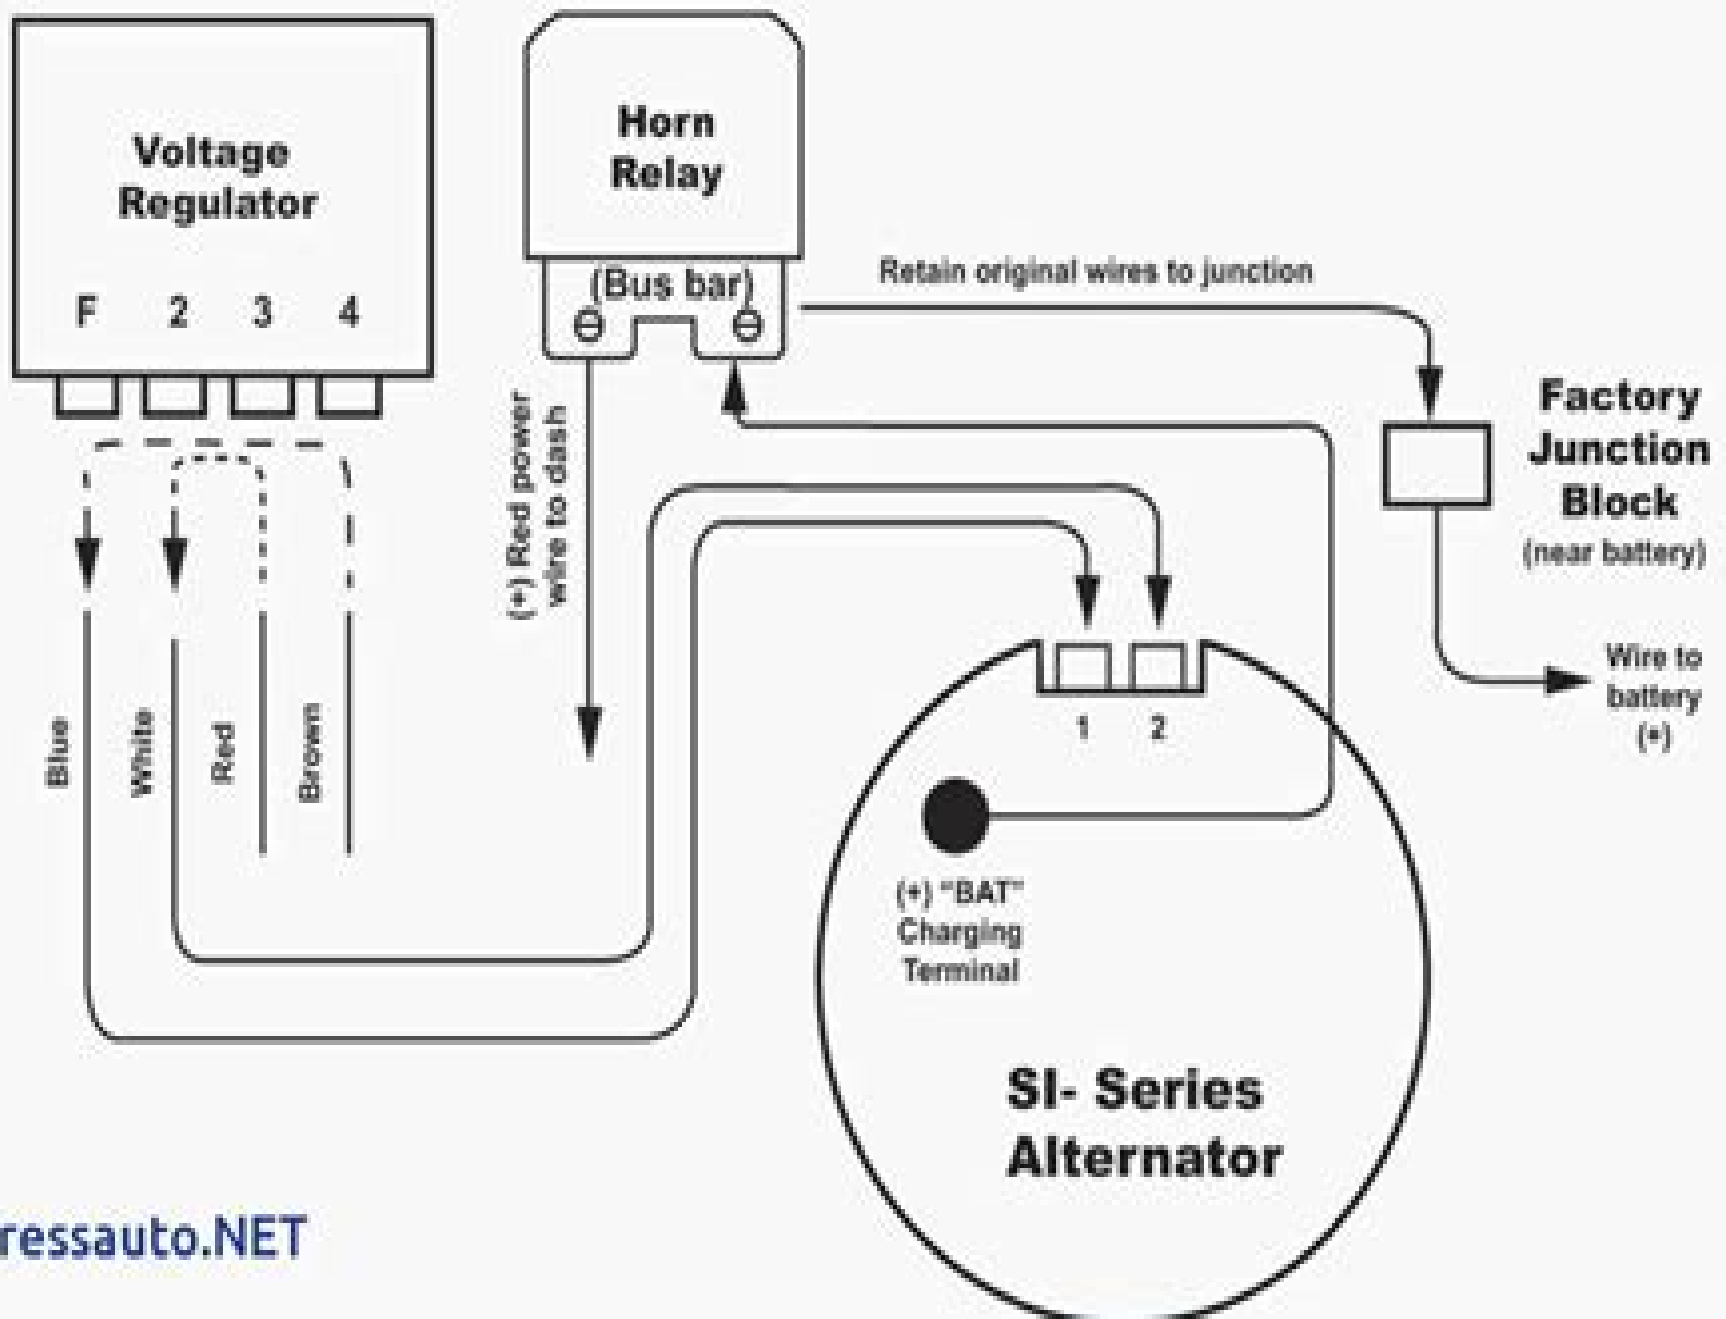 Voltage
Regulator
F 2 3 4
Horn
Relay
(Bus bar)
Retain original wires to junction
Factory
Junction
Block
(near battery)
Wire to
battery
(+)
(+) Red power
wire to dash
Blue
White
Red
Brown
1 2
(+) "BAT"
Charging
Terminal
SI- Series
Alternator
ressauto.NET